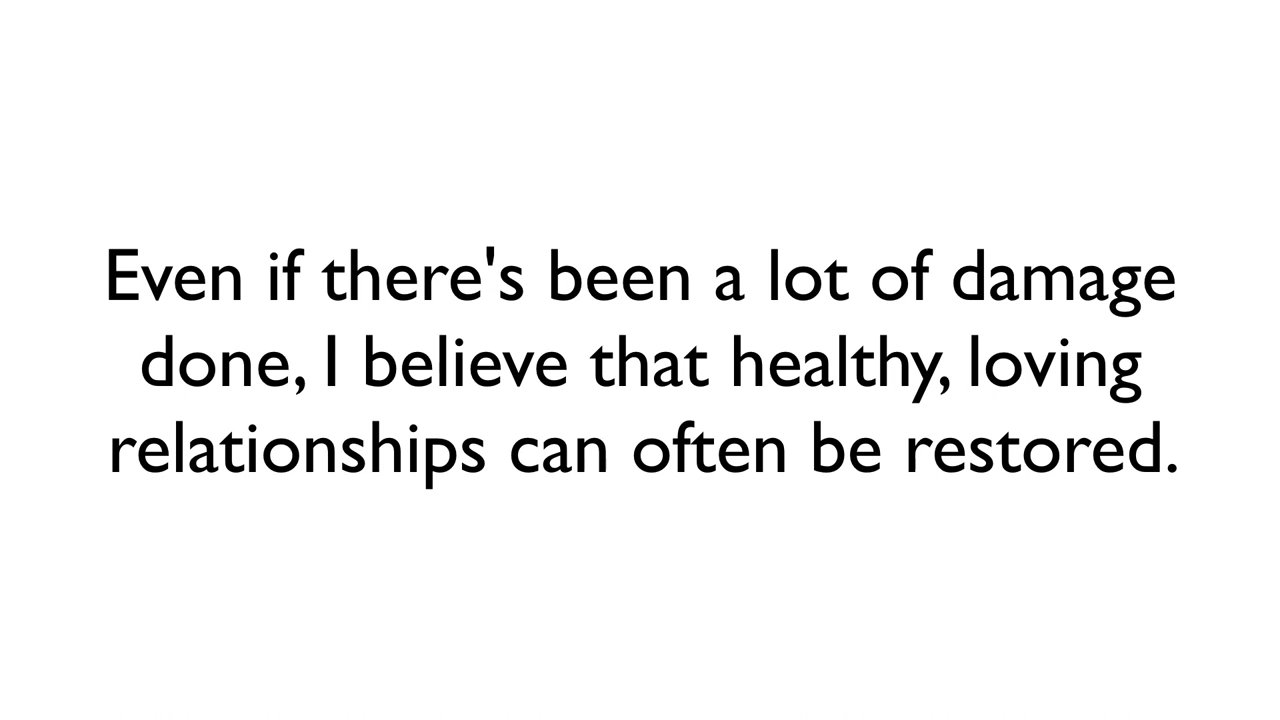 Even if there's been a lot of damage
done, I believe that healthy, loving
relationships can often be restored.